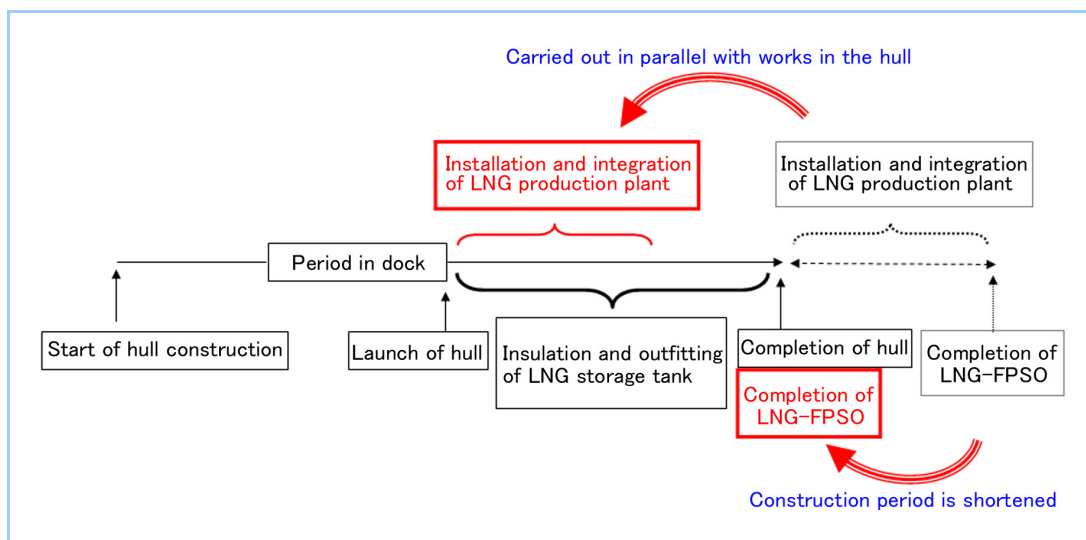 Carried out in parallel with works in the hull
Installation and integration
of LNG production plant
Installation and integration
of LNG production plant
Period in dock
Start of hull construction
Launch of hull
Insulation and outfitting
of LNG storage tank
Completion of hull
Completion of
LNG-FPSO
Completion of
LNG-FPSO
Construction period is shortened